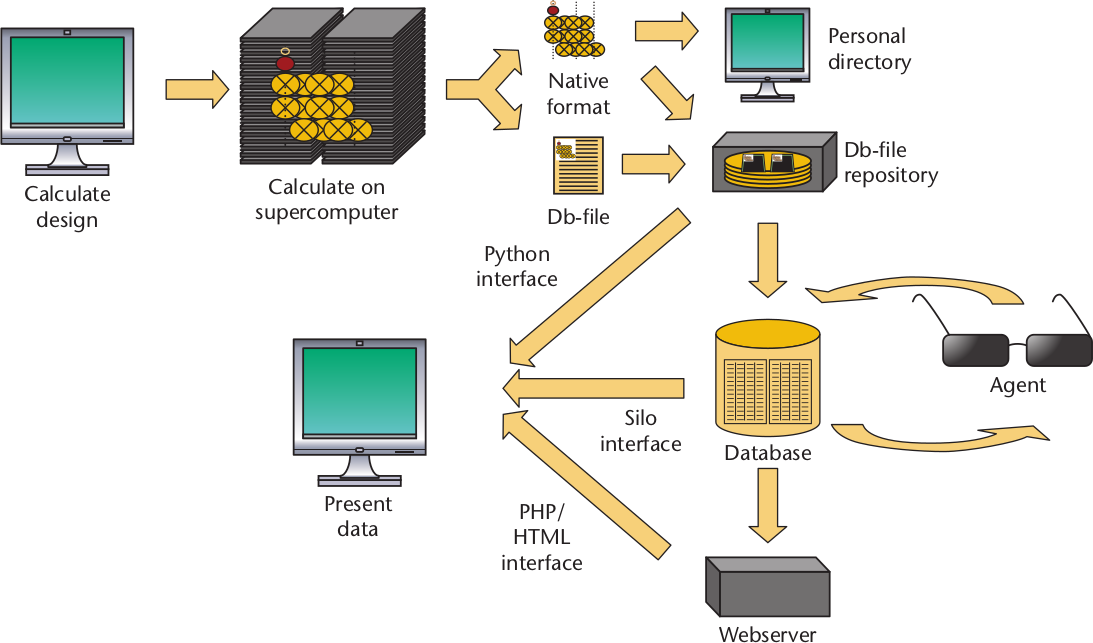 Calculate
design
Calculate on
supercomputer
Native
format
Db-file
Personal
directory
Db-file
repository
Python
interface
Silo
interface
PHP/
HTML
interface
Present
data
Database
Agent
Webserver